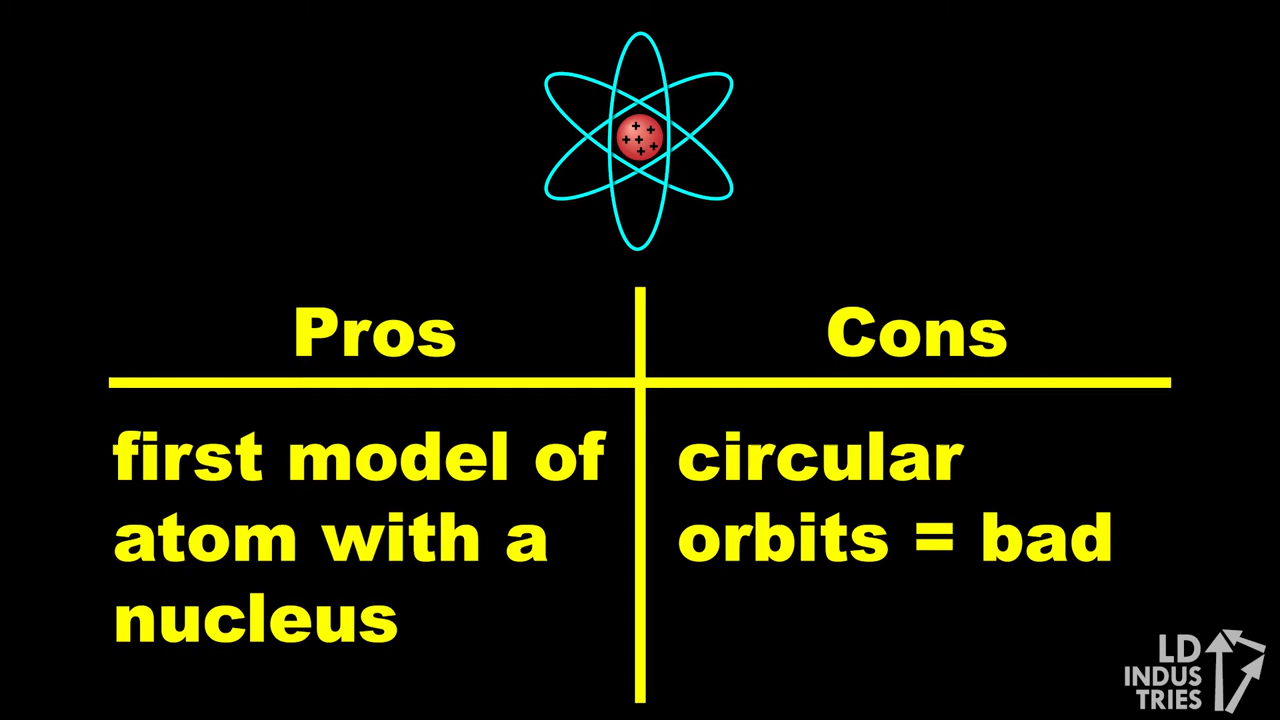 Pros
Cons
first model of
atom with a
nucleus
circular
orbits = bad
LD
INDUS
TRIES